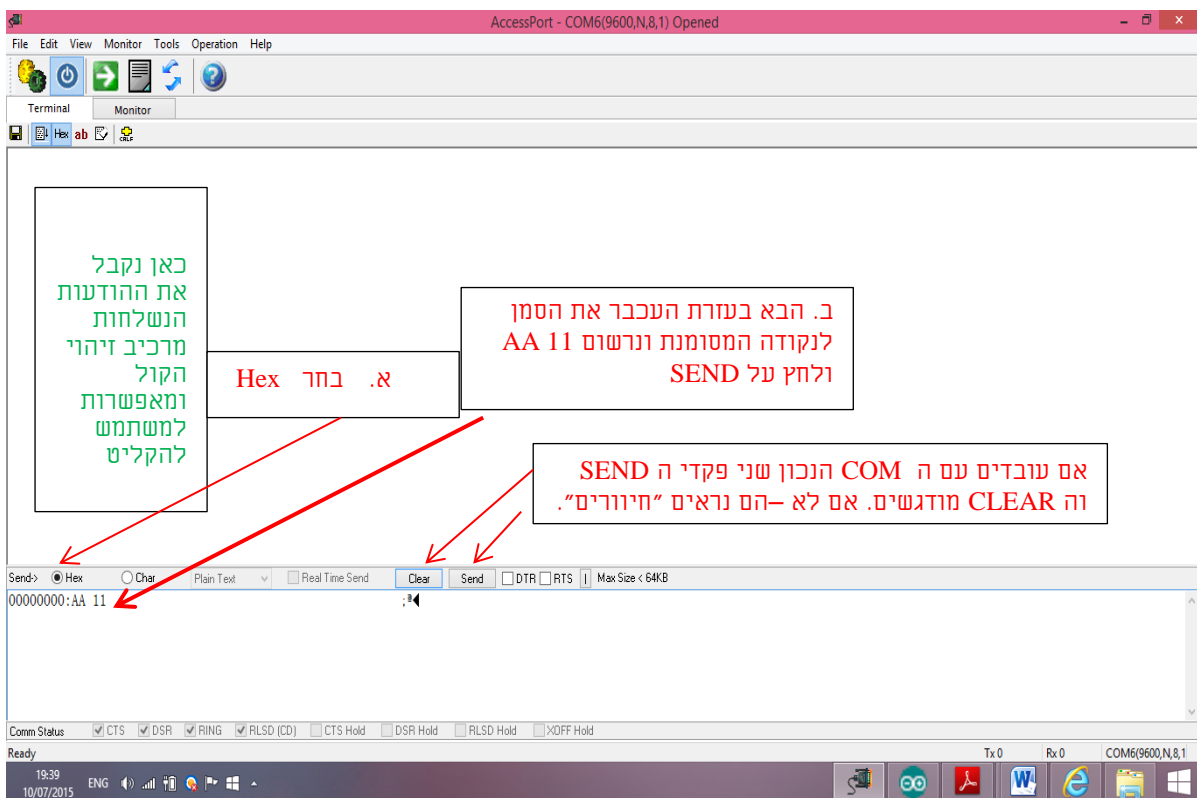 AccessPort - COM6(9600,N,8,1) Opened
File Edit View Monitor Tools Operation Help
Terminal Monitor
Hex ab CRLF
כאן נקבל
את ההודעות
הנשלחות
מרכיב זיהוי
הקול
ומאפשרות
למשתמש
להקליט
א. בחר Hex
ב. הבא בעזרת העכבר את הסמן
לנקודה המסומנת ונרשום AA 11
ולחץ על SEND
אם עובדים עם ה COM הנכון שני פקדי ה SEND
וה CLEAR מודגשים. אם לא –הם נראים ״חיוורים״.
Send-> Hex Char Plain Text Real Time Send Clear Send DTR RTS Max Size < 64KB
00000000:AA 11 ;ª◄
Comm Status CTS DSR RING RLSD (CD) CTS Hold DSR Hold RLSD Hold XOFF Hold
Ready Tx 0 Rx 0 COM6(9600,N,8,1
19:39 ENG
10/07/2015